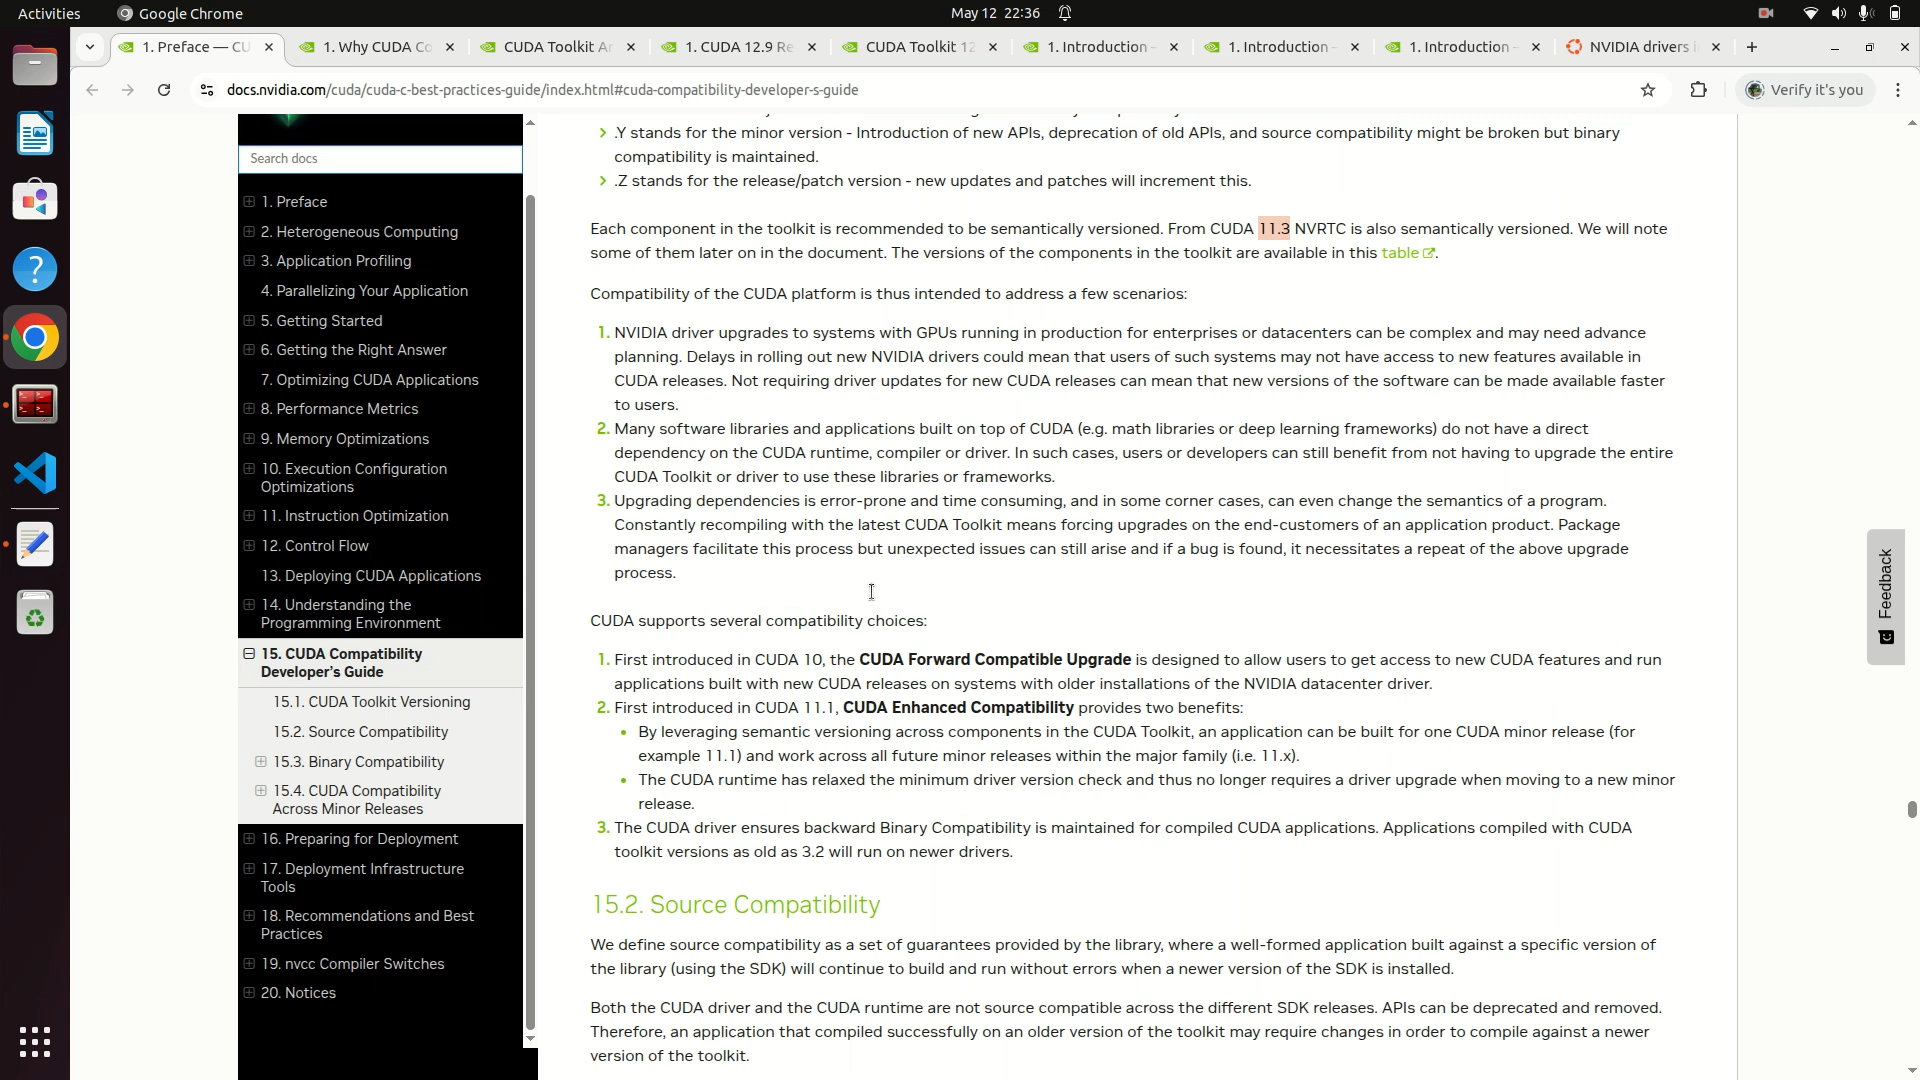 Activities
Google Chrome
May 12 22:36
1. Preface — CU
1. Why CUDA Co
CUDA Toolkit Ar
1. CUDA 12.9 Re
CUDA Toolkit 12
1. Introduction -
1. Introduction -
1. Introduction -
NVIDIA drivers i
docs.nvidia.com/cuda/cuda-c-best-practices-guide/index.html#cuda-compatibility-developer-s-guide
Verify it's you
Search docs
1. Preface
2. Heterogeneous Computing
3. Application Profiling
4. Parallelizing Your Application
5. Getting Started
6. Getting the Right Answer
7. Optimizing CUDA Applications
8. Performance Metrics
9. Memory Optimizations
10. Execution Configuration
Optimizations
11. Instruction Optimization
12. Control Flow
13. Deploying CUDA Applications
14. Understanding the
Programming Environment
15. CUDA Compatibility
Developer's Guide
15.1. CUDA Toolkit Versioning
15.2. Source Compatibility
15.3. Binary Compatibility
15.4. CUDA Compatibility
Across Minor Releases
16. Preparing for Deployment
17. Deployment Infrastructure
Tools
18. Recommendations and Best
Practices
19. nvcc Compiler Switches
20. Notices
.Y stands for the minor version - Introduction of new APIs, deprecation of old APIs, and source compatibility might be broken but binary
compatibility is maintained.
.Z stands for the release/patch version - new updates and patches will increment this.
Each component in the toolkit is recommended to be semantically versioned. From CUDA 11.3 NVRTC is also semantically versioned. We will note
some of them later on in the document. The versions of the components in the toolkit are available in this table.
Compatibility of the CUDA platform is thus intended to address a few scenarios:
1. NVIDIA driver upgrades to systems with GPUs running in production for enterprises or datacenters can be complex and may need advance
planning. Delays in rolling out new NVIDIA drivers could mean that users of such systems may not have access to new features available in
CUDA releases. Not requiring driver updates for new CUDA releases can mean that new versions of the software can be made available faster
to users.
2. Many software libraries and applications built on top of CUDA (e.g. math libraries or deep learning frameworks) do not have a direct
dependency on the CUDA runtime, compiler or driver. In such cases, users or developers can still benefit from not having to upgrade the entire
CUDA Toolkit or driver to use these libraries or frameworks.
3. Upgrading dependencies is error-prone and time consuming, and in some corner cases, can even change the semantics of a program.
Constantly recompiling with the latest CUDA Toolkit means forcing upgrades on the end-customers of an application product. Package
managers facilitate this process but unexpected issues can still arise and if a bug is found, it necessitates a repeat of the above upgrade
process.
CUDA supports several compatibility choices:
1. First introduced in CUDA 10, the CUDA Forward Compatible Upgrade is designed to allow users to get access to new CUDA features and run
applications built with new CUDA releases on systems with older installations of the NVIDIA datacenter driver.
2. First introduced in CUDA 11.1, CUDA Enhanced Compatibility provides two benefits:
• By leveraging semantic versioning across components in the CUDA Toolkit, an application can be built for one CUDA minor release (for
example 11.1) and work across all future minor releases within the major family (i.e. 11.x).
• The CUDA runtime has relaxed the minimum driver version check and thus no longer requires a driver upgrade when moving to a new minor
release.
3. The CUDA driver ensures backward Binary Compatibility is maintained for compiled CUDA applications. Applications compiled with CUDA
toolkit versions as old as 3.2 will run on newer drivers.
15.2. Source Compatibility
We define source compatibility as a set of guarantees provided by the library, where a well-formed application built against a specific version of
the library (using the SDK) will continue to build and run without errors when a newer version of the SDK is installed.
Both the CUDA driver and the CUDA runtime are not source compatible across the different SDK releases. APIs can be deprecated and removed.
Therefore, an application that compiled successfully on an older version of the toolkit may require changes in order to compile against a newer
version of the toolkit.
Feedback